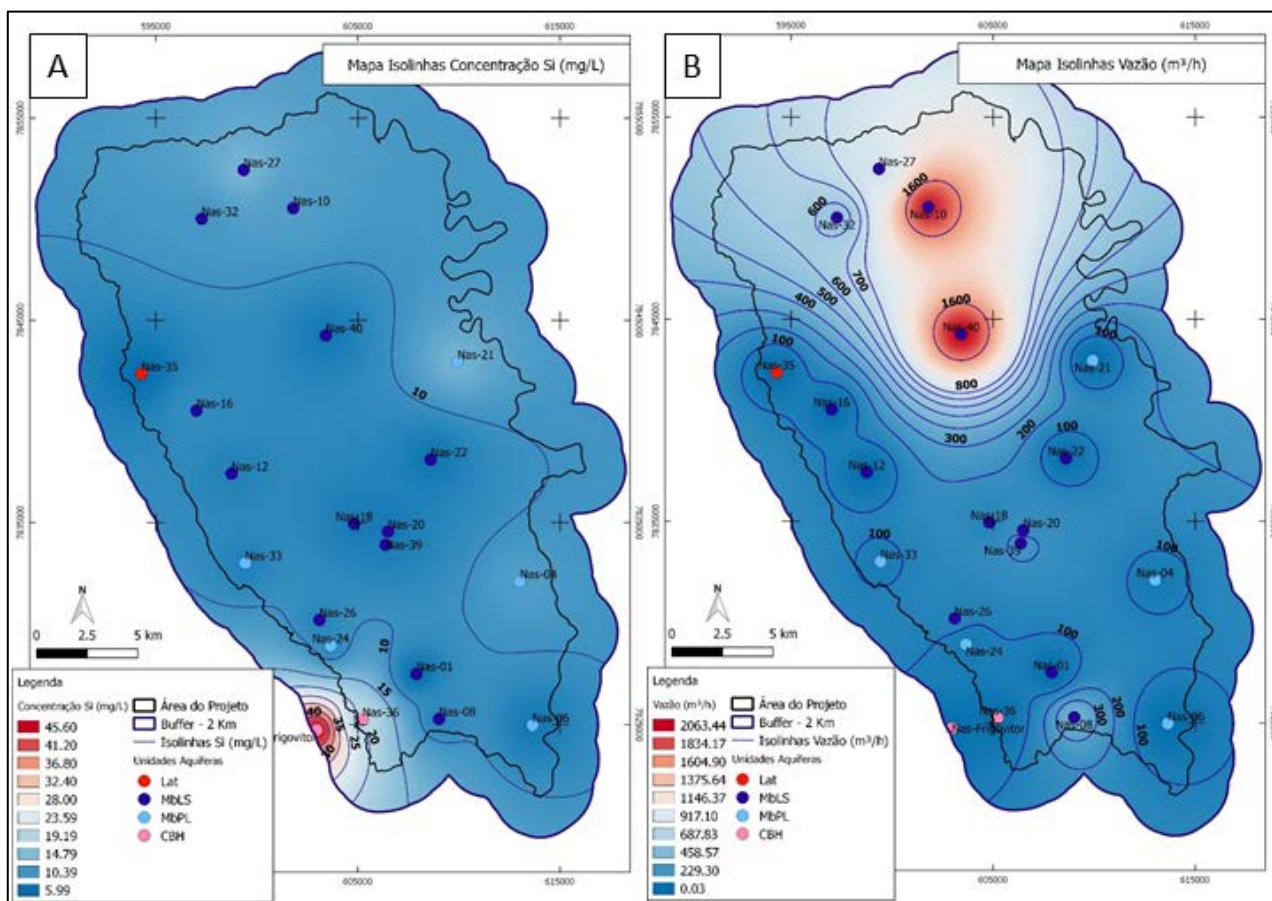 A
Mapa Isolinhas Concentração Si (mg/L)
595000
605000
615000
7855000
7845000
7835000
7825000
Nas-27
Nas-32
Nas-10
Nas-40
Nas-21
Nas-35
10
Nas-16
Nas-22
Nas-12
Nas-18
Nas-20
Nas-39
Nas-33
Nas-04
Nas-26
Nas-24
10
Nas-01
15
Nas-36
Nas-08
Nas-06
40
35
25
20
N
0 2.5 5 km
Legenda
Concentração Si (mg/L)
45.60
41.20
36.80
32.40
28.00
23.59
19.19
14.79
10.39
5.99
Área do Projeto
Buffer - 2 Km
Isolinhas Si (mg/L)
Unidades Aquíferas
Lat
MbLS
MbPL
CBH
605000
615000
B
Mapa Isolinhas Vazão (m³/h)
595000
605000
615000
Nas-27
1600
Nas-10
600
Nas-32
700
600
500
400
1600
Nas-40
100
Nas-21
100
Nas-35
800
Nas-16
300
200
100
Nas-22
Nas-12
Nas-18
Nas-20
Nas-39
100
Nas-33
100
Nas-04
Nas-26
Nas-24
100
Nas-01
Nas-36
Nas-Frigovitor
200
300
Nas-08
100
Nas-06
N
0 2.5 5 km
Legenda
Vazão (m³/h)
2063.44
1834.17
1604.90
1375.64
1146.37
917.10
687.83
458.57
229.30
0.03
Área do Projeto
Buffer - 2 Km
Isolinhas Vazão (m³/h)
Unidades Aquíferas
Lat
MbLS
MbPL
CBH
605000
615000